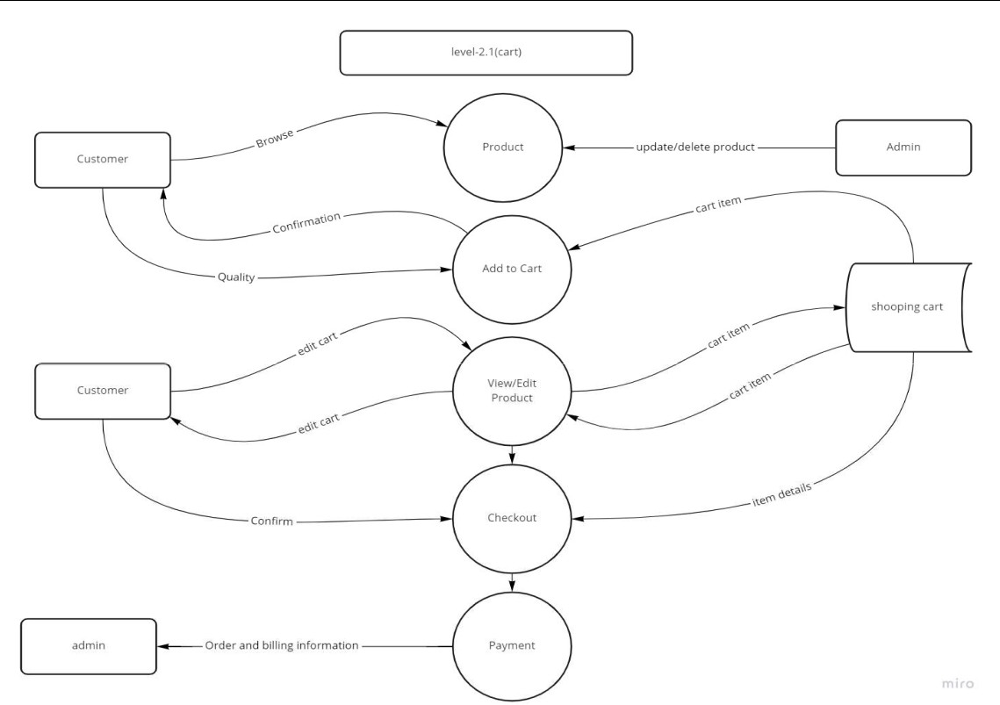 level-2.1(cart)
Browse
Product
update/delete product
Admin
Customer
cart item
Confirmation
Add to Cart
Quality
shooping cart
edit cart
cart item
Customer
View/Edit
Product
cart item
edit cart
item details
Confirm
Checkout
admin
Order and billing information
Payment
miro